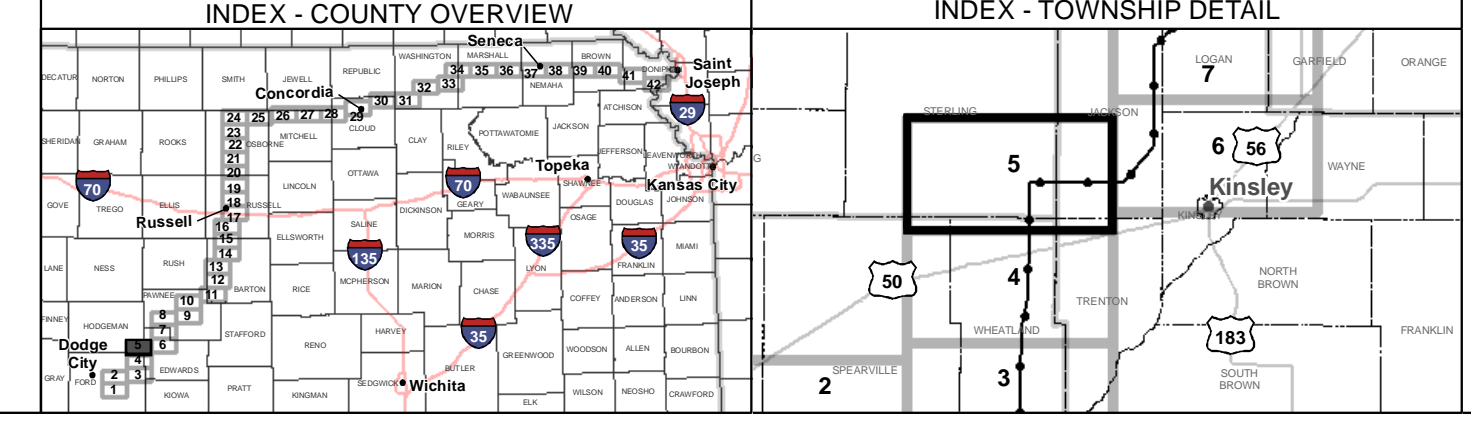 INDEX - COUNTY OVERVIEW
Seneca
WASHINGTON
MARSHALL
BROWN
DECATUR
NORTON
PHILLIPS
SMITH
JEWELL
REPUBLIC
34 35 36 37 38 39 40 41 42
NEMAHA
Saint
Joseph
Concordia
32 33
30 31
24 25 26 27 28 29
CLOUD
ATCHISON
29
23
SHERIDAN
GRAHAM
ROOKS
22
OSBORNE
MITCHELL
CLAY
RILEY
POTTAWATOMIE
JACKSON
JEFFERSON
21
20
OTTAWA
Topeka
SHAWNEE
Kansas City
70
LINCOLN
70
19
18
RUSSELL
GOVE
TREGO
ELLIS
Russell
17
DICKINSON
GEARY
WABAUNSEE
DOUGLAS
JOHNSON
16
SALINE
OSAGE
15
ELLSWORTH
MORRIS
335
35
MIAMI
135
LANE
NESS
RUSH
14
13
MCPHERSON
LYON
FRANKLIN
12
BARTON
RICE
MARION
CHASE
COFFEY
ANDERSON
LINN
PAWNEE
10 11
8 9
HODGEMAN
7
STAFFORD
RENO
HARVEY
35
GREENWOOD
WOODSON
ALLEN
BOURBON
Dodge
City
5 6
4
EDWARDS
BUTLER
GRAY
FORD
2 3
1
KIOWA
PRATT
KINGMAN
SEDGWICK
Wichita
ELK
WILSON
NEOSHO
CRAWFORD
INDEX - TOWNSHIP DETAIL
LOGAN
7
GARFIELD
ORANGE
STERLING
JACKSON
5
6
56
WAYNE
Kinsley
50
4
TRENTON
NORTH
BROWN
WHEATLAND
183
FRANKLIN
2
SPEARVILLE
3
SOUTH
BROWN